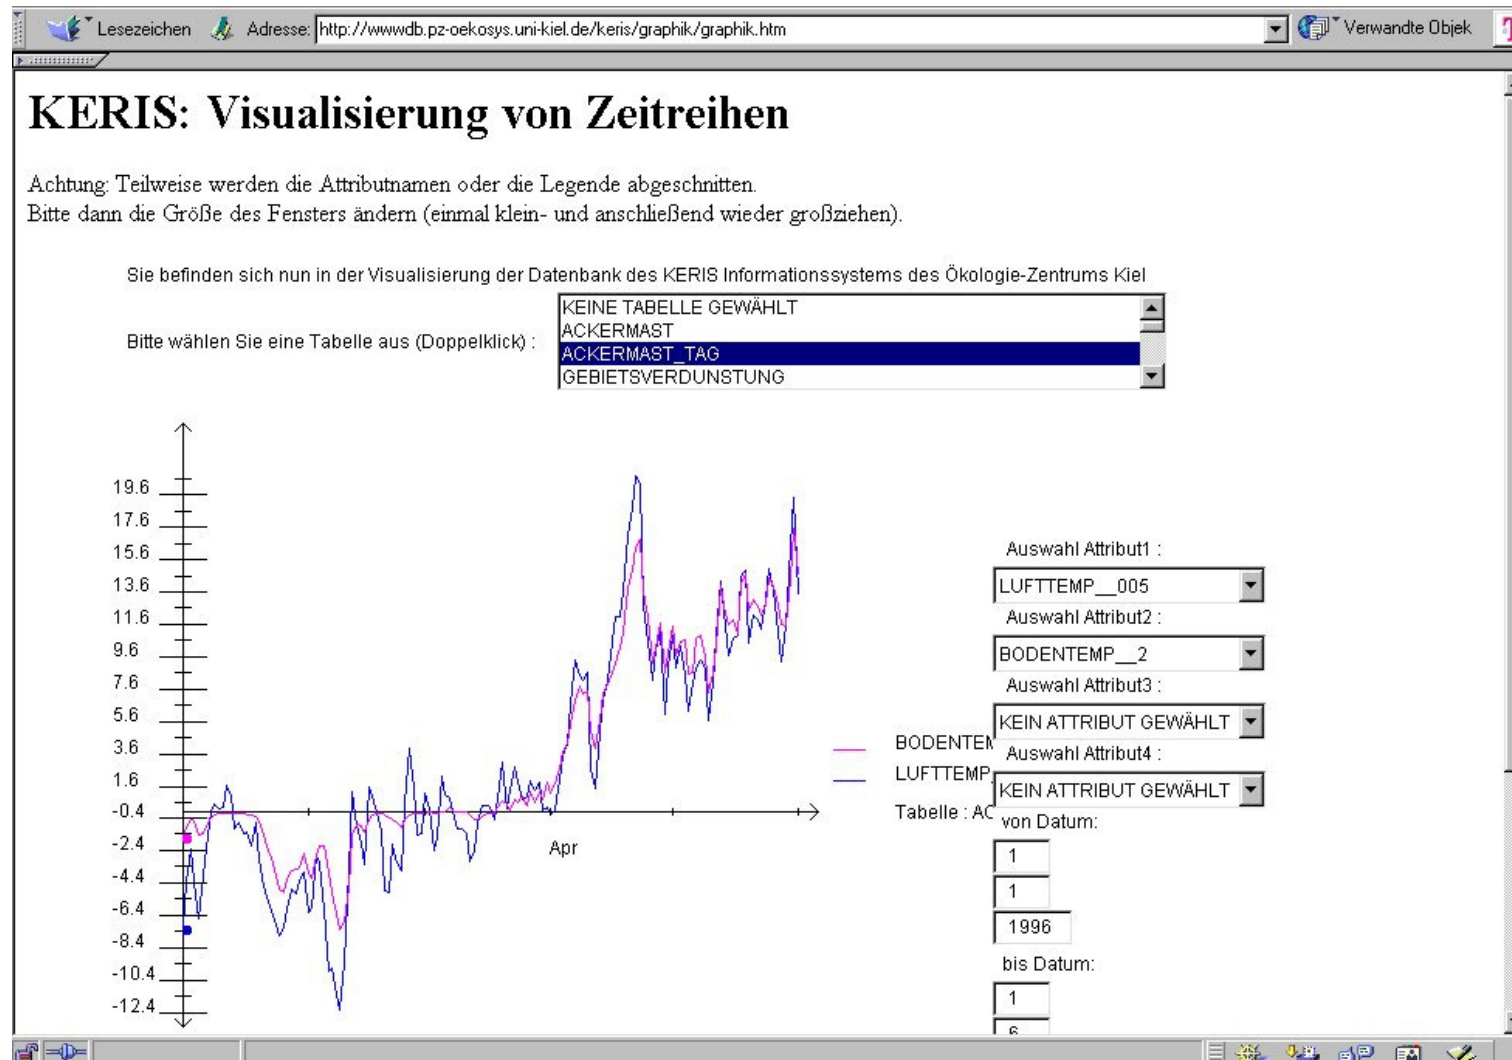 Lesezeichen Adresse: http://wwwdb.pz-oekosys.uni-kiel.de/keris/graphik/graphik.htm Verwandte Objek
KERIS: Visualisierung von Zeitreihen
Achtung: Teilweise werden die Attributnamen oder die Legende abgeschnitten.
Bitte dann die Größe des Fensters ändern (einmal klein- und anschließend wieder großziehen).
Sie befinden sich nun in der Visualisierung der Datenbank des KERIS Informationssystems des Ökologie-Zentrums Kiel
Bitte wählen Sie eine Tabelle aus (Doppelklick) :
KEINE TABELLE GEWÄHLT
ACKERMAST
ACKERMAST_TAG
GEBIETSVERDUNSTUNG
19.6
17.6
15.6
13.6
11.6
9.6
7.6
5.6
3.6
1.6
-0.4
-2.4
-4.4
-6.4
-8.4
-10.4
-12.4
Apr
BODENTEM
LUFTTEMP_
Tabelle : AC
Auswahl Attribut1 :
LUFTTEMP__005
Auswahl Attribut2 :
BODENTEMP__2
Auswahl Attribut3 :
KEIN ATTRIBUT GEWÄHLT
Auswahl Attribut4 :
KEIN ATTRIBUT GEWÄHLT
von Datum:
1
1
1996
bis Datum:
1
6